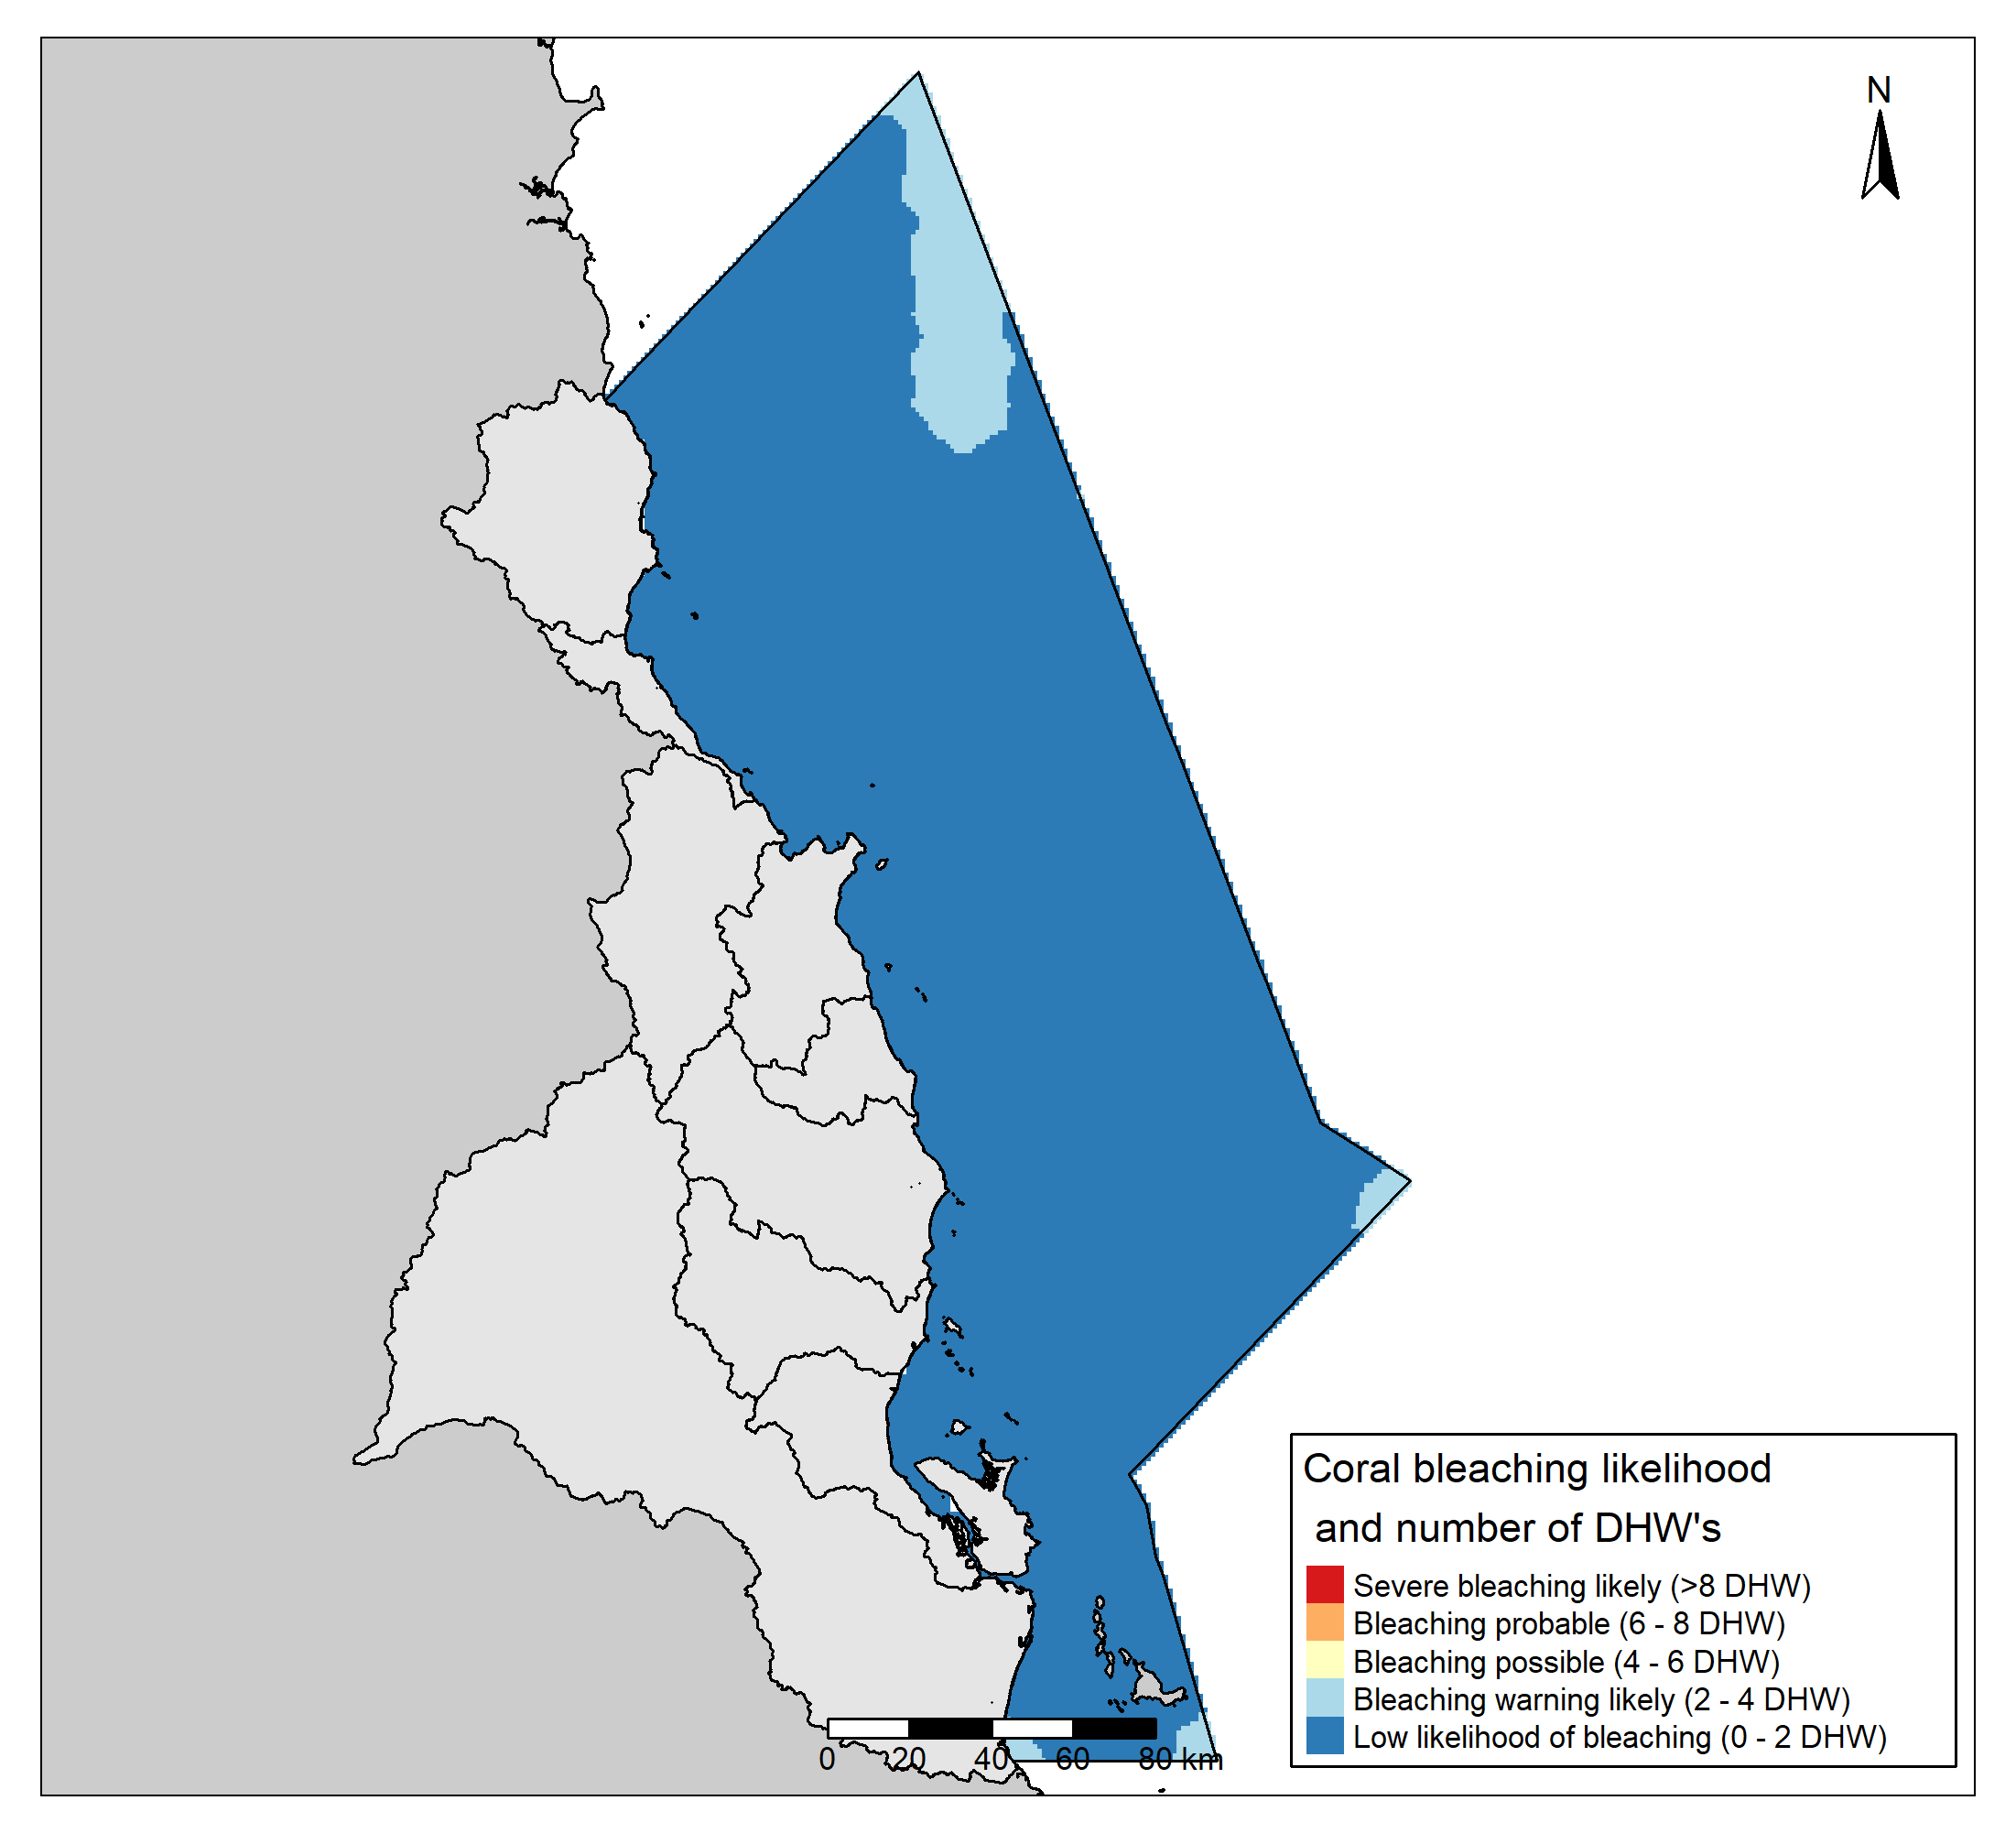 N
Coral bleaching likelihood
and number of DHW's
Severe bleaching likely (>8 DHW)
Bleaching probable (6 - 8 DHW)
Bleaching possible (4 - 6 DHW)
Bleaching warning likely (2 - 4 DHW)
Low likelihood of bleaching (0 - 2 DHW)
0 20 40 60 80 km